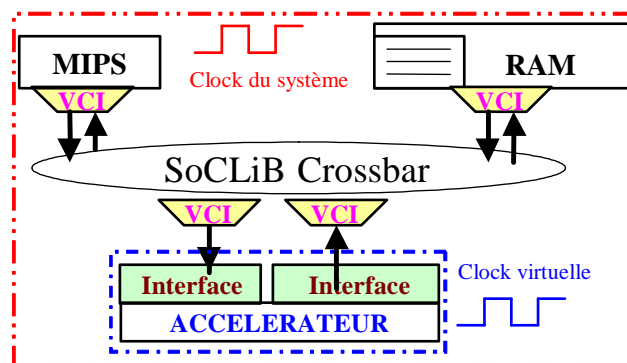 MIPS
Clock du système
RAM
VCI
VCI
SoCLiB Crossbar
VCI
VCI
Interface
Interface
Clock virtuelle
ACCELERATEUR